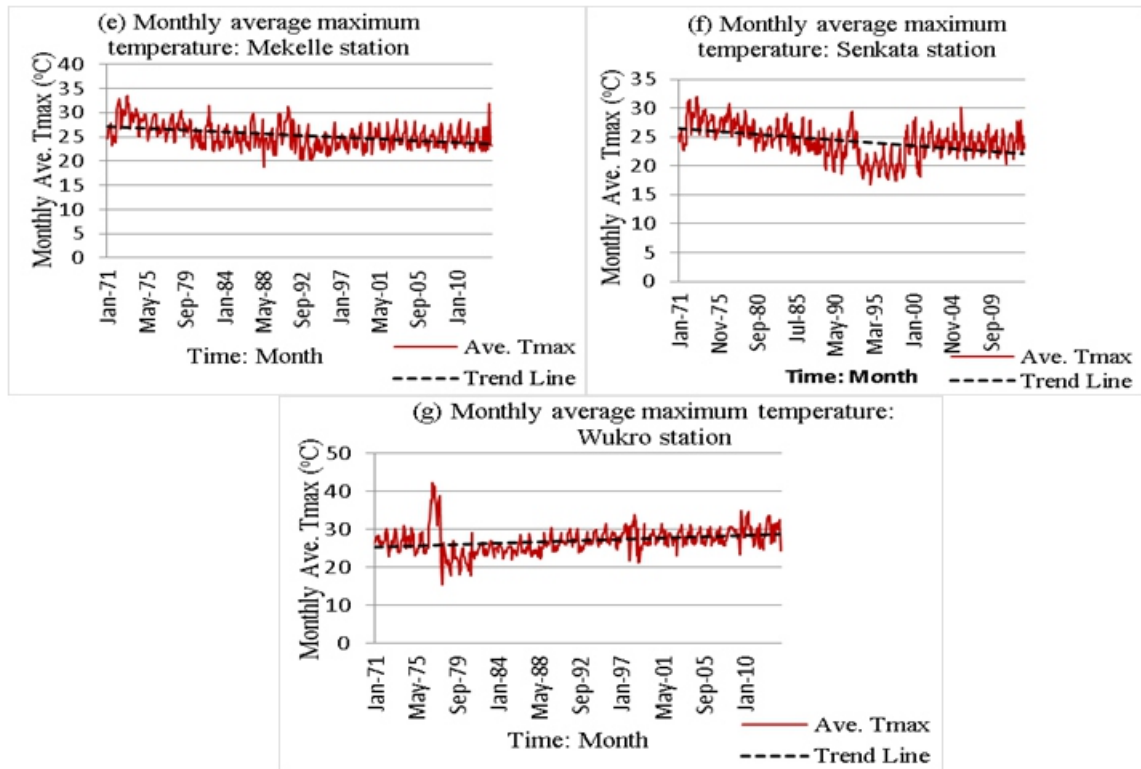 (e) Monthly average maximum
temperature: Mekelle station
Monthly Ave. Tmax (⁰C)
40
35
30
25
20
15
10
5
0
Jan-71
May-75
Sep-79
Jan-84
May-88
Sep-92
Jan-97
May-01
Sep-05
Jan-10
Time: Month
Ave. Tmax
Trend Line
(f) Monthly average maximum
temperature: Senkata station
Monthly Ave. Tmax (⁰C)
35
30
25
20
15
10
5
0
Jan-71
Nov-75
Sep-80
Jul-85
May-90
Mar-95
Jan-00
Nov-04
Sep-09
Time: Month
Ave. Tmax
Trend Line
(g) Monthly average maximum temperature:
Wukro station
Monthly Ave. Tmax (⁰C)
50
40
30
20
10
0
Jan-71
May-75
Sep-79
Jan-84
May-88
Sep-92
Jan-97
May-01
Sep-05
Jan-10
Time: Month
Ave. Tmax
Trend Line